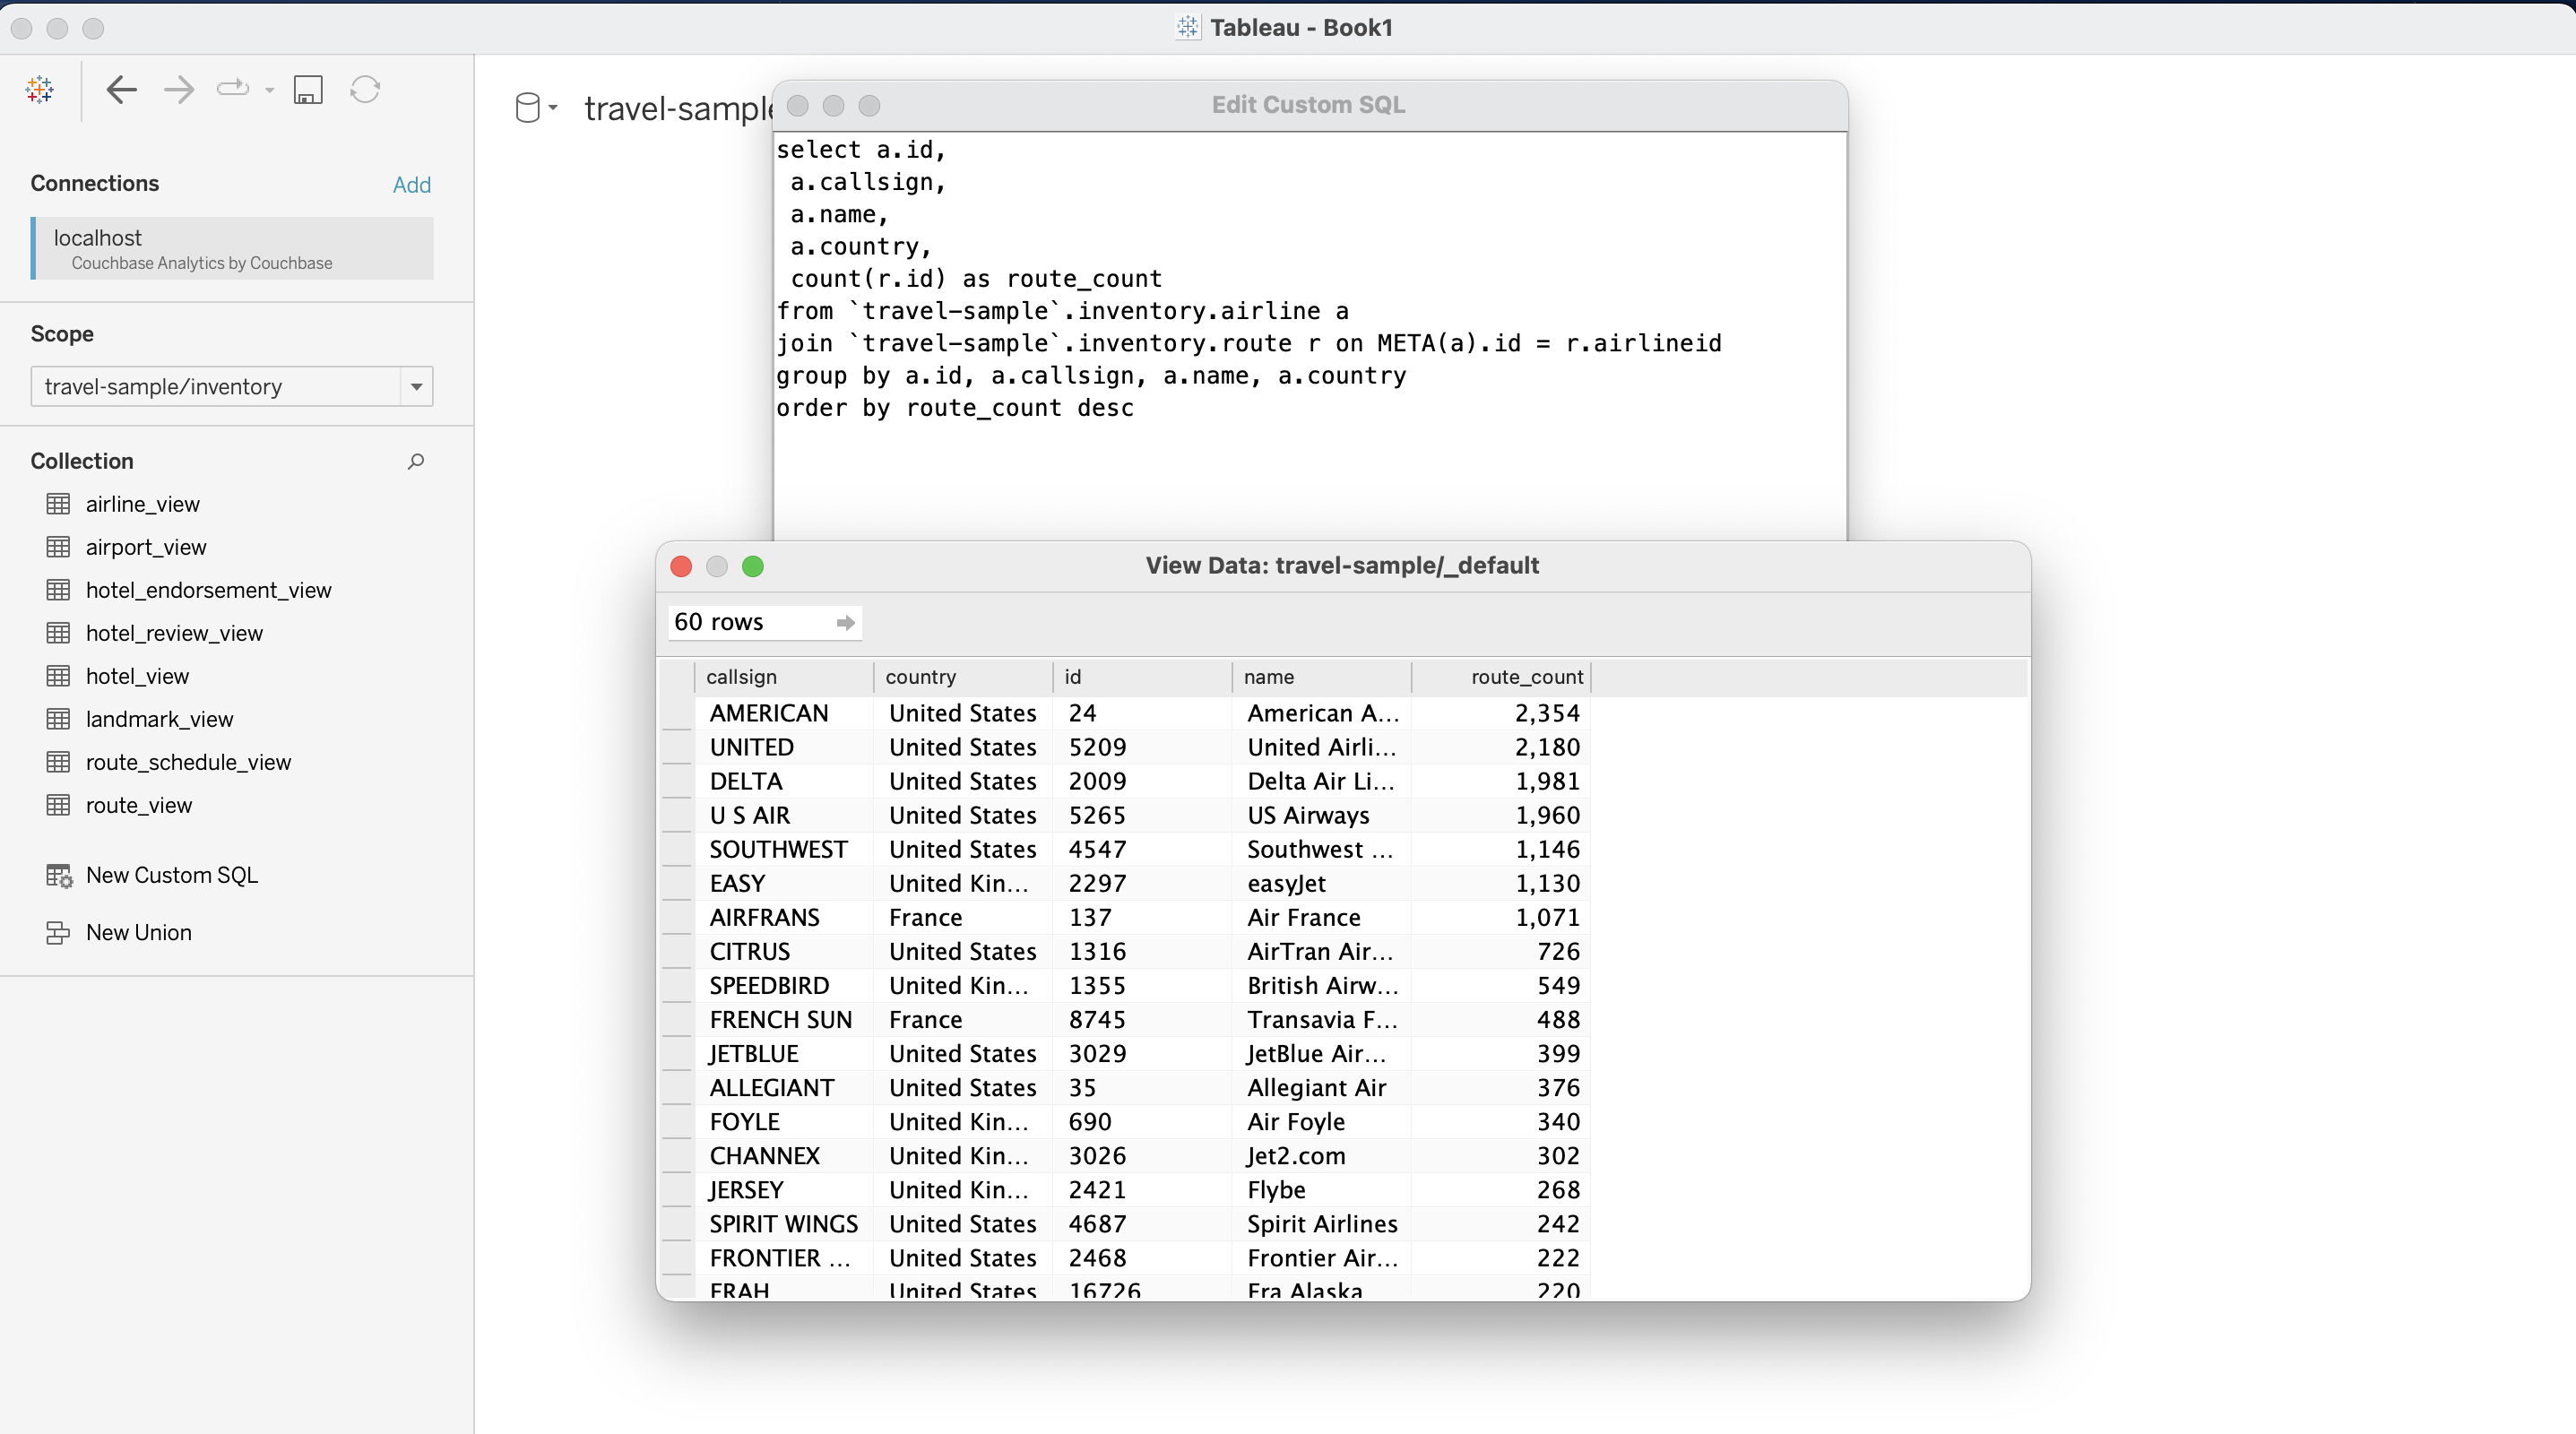 Tableau - Book1
Connections
Add
localhost
Couchbase Analytics by Couchbase
Scope
travel-sample/inventory
Collection
airline_view
airport_view
hotel_endorsement_view
hotel_review_view
hotel_view
landmark_view
route_schedule_view
route_view
New Custom SQL
New Union
travel-sample
Edit Custom SQL
select a.id,
a.callsign,
a.name,
a.country,
count(r.id) as route_count
from `travel-sample`.inventory.airline a
join `travel-sample`.inventory.route r on META(a).id = r.airlineid
group by a.id, a.callsign, a.name, a.country
order by route_count desc
View Data: travel-sample/_default
60 rows
callsign country id name route_count
AMERICAN United States 24 American A... 2,354
UNITED United States 5209 United Airli... 2,180
DELTA United States 2009 Delta Air Li... 1,981
U S AIR United States 5265 US Airways 1,960
SOUTHWEST United States 4547 Southwest ... 1,146
EASY United Kin... 2297 easyJet 1,130
AIRFRANS France 137 Air France 1,071
CITRUS United States 1316 AirTran Air... 726
SPEEDBIRD United Kin... 1355 British Airw... 549
FRENCH SUN France 8745 Transavia F... 488
JETBLUE United States 3029 JetBlue Air... 399
ALLEGIANT United States 35 Allegiant Air 376
FOYLE United Kin... 690 Air Foyle 340
CHANNEX United Kin... 3026 Jet2.com 302
JERSEY United Kin... 2421 Flybe 268
SPIRIT WINGS United States 4687 Spirit Airlines 242
FRONTIER ... United States 2468 Frontier Air... 222
ERAH United States 16726 Era Alaska 220